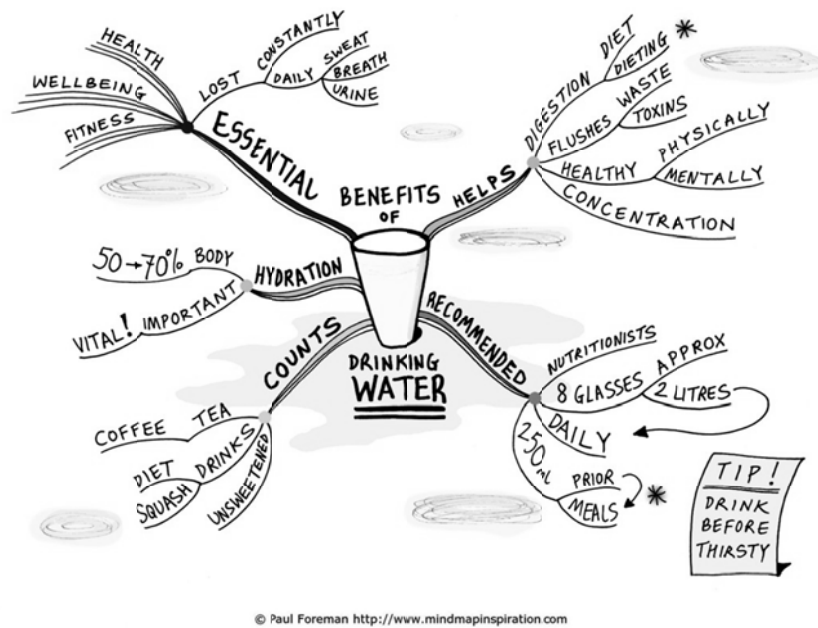 BENEFITS
OF
DRINKING
WATER
ESSENTIAL
HEALTH
WELLBEING
FITNESS
LOST
CONSTANTLY
DAILY
SWEAT
BREATH
URINE
HELPS
DIGESTION
DIET
DIETING *
FLUSHES
WASTE
TOXINS
HEALTHY
PHYSICALLY
MENTALLY
CONCENTRATION
HYDRATION
50→70% BODY
VITAL! IMPORTANT
COUNTS
COFFEE TEA
DIET
SQUASH
DRINKS
UNSWEETENED
RECOMMENDED
NUTRITIONISTS
8 GLASSES
APPROX
2 LITRES
DAILY
250ML
PRIOR
MEALS *
TIP!
DRINK
BEFORE
THIRSTY
© Paul Foreman http://www.mindmapinspiration.com